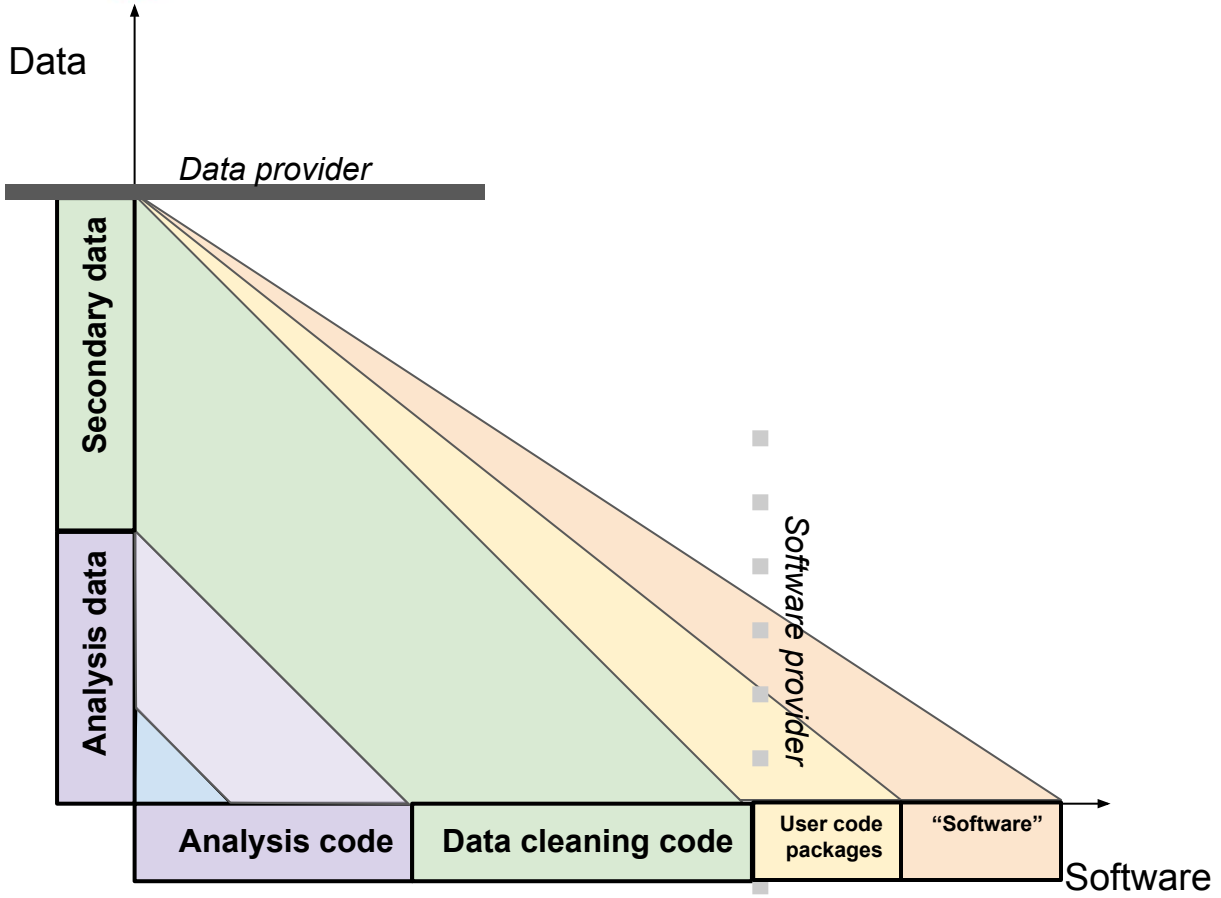 Data
Data provider
Secondary data
Analysis data
Software provider
Analysis code
Data cleaning code
User code
packages
“Software”
Software